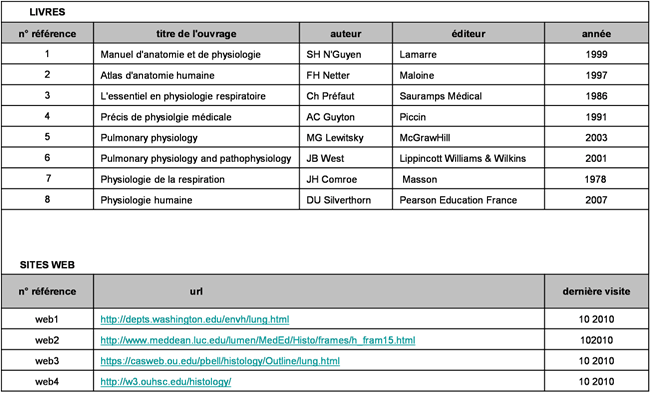 LIVRES
n° référence titre de l'ouvrage auteur éditeur année
1 Manuel d'anatomie et de physiologie SH N'Guyen Lamarre 1999
2 Atlas d'anatomie humaine FH Netter Maloine 1997
3 L'essentiel en physiologie respiratoire Ch Préfaut Sauramps Médical 1986
4 Précis de physiolgie médicale AC Guyton Piccin 1991
5 Pulmonary physiology MG Lewitsky McGrawHill 2003
6 Pulmonary physiology and pathophysiology JB West Lippincott Williams & Wilkins 2001
7 Physiologie de la respiration JH Comroe Masson 1978
8 Physiologie humaine DU Silverthorn Pearson Education France 2007
SITES WEB
n° référence url dernière visite
web1 http://depts.washington.edu/envh/lung.html 10 2010
web2 http://www.meddean.luc.edu/lumen/MedEd/Histo/frames/h_fram15.html 102010
web3 https://casweb.ou.edu/pbell/histology/Outline/lung.html 10 2010
web4 http://w3.ouhsc.edu/histology/ 10 2010